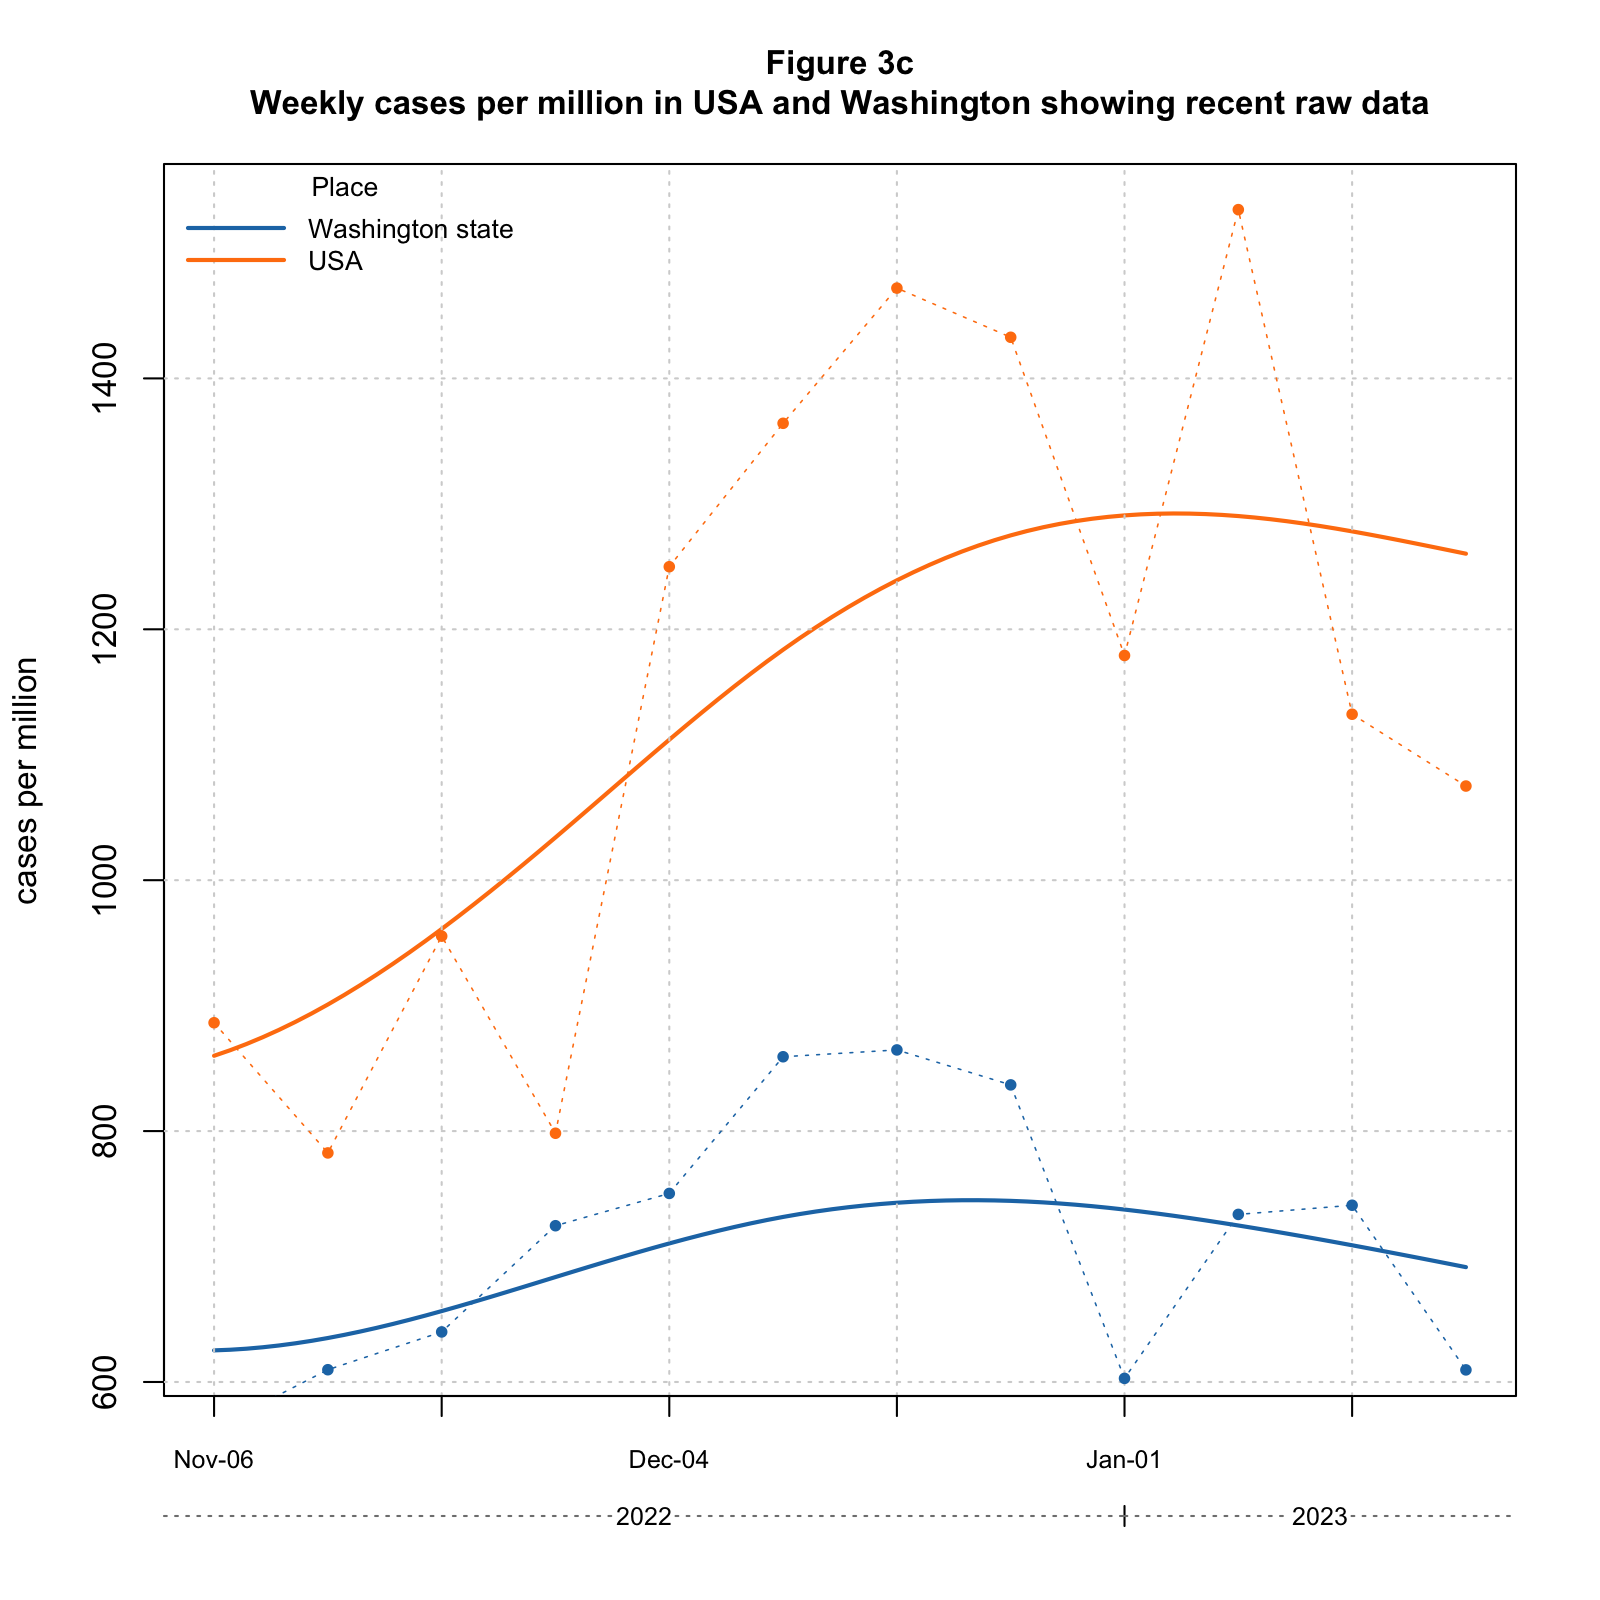 Figure 3c
Weekly cases per million in USA and Washington showing recent raw data
Place
Washington state
USA
cases per million
1400
1200
1000
800
600
Nov-06
Dec-04
Jan-01
2022
2023